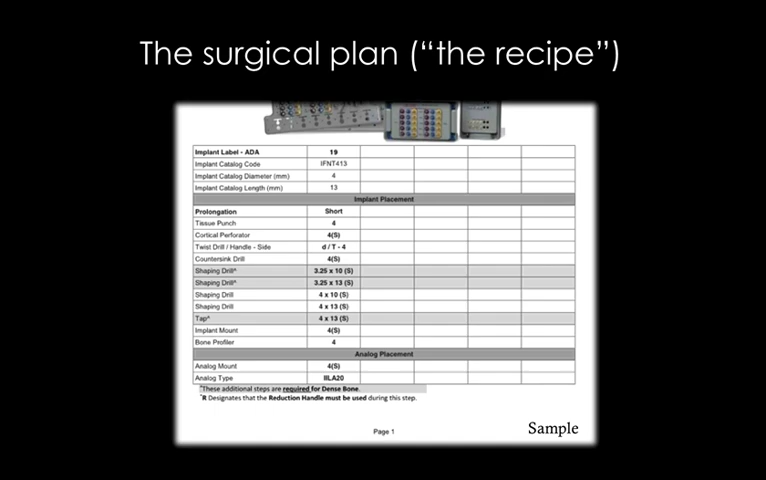 The surgical plan (“the recipe”)
Implant Label - ADA 19
Implant Catalog Code IFNT413
Implant Catalog Diameter (mm) 4
Implant Catalog Length (mm) 13
Implant Placement
Prolongation Short
Tissue Punch 4
Cortical Perforator 4(S)
Twist Drill / Handle - Side d / T - 4
Countersink Drill 4(S)
Shaping Drill^ 3.25 x 10 (S)
Shaping Drill^ 3.25 x 13 (S)
Shaping Drill 4 x 10 (S)
Shaping Drill 4 x 13 (S)
Tap^ 4 x 13 (S)
Implant Mount 4(S)
Bone Profiler 4
Analog Placement
Analog Mount 4(S)
Analog Type IILA20
^These additional steps are required for Dense Bone.
*R Designates that the Reduction Handle must be used during this step.
Page 1
Sample